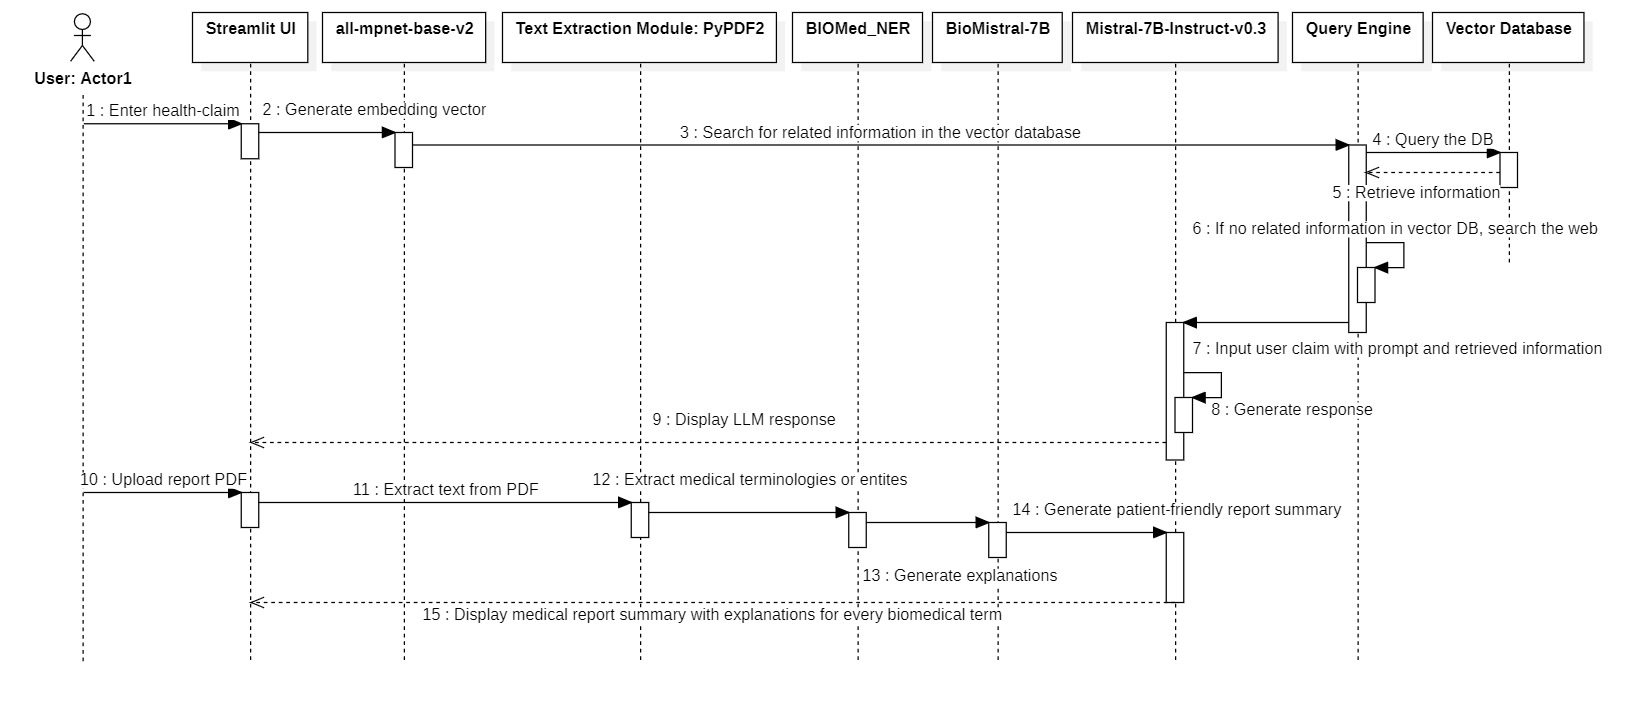 Streamlit UI
all-mpnet-base-v2
Text Extraction Module: PyPDF2
BIOMed_NER
BioMistral-7B
Mistral-7B-Instruct-v0.3
Query Engine
Vector Database
User: Actor1
1 : Enter health-claim
2 : Generate embedding vector
3 : Search for related information in the vector database
4 : Query the DB
5 : Retrieve information
6 : If no related information in vector DB, search the web
7 : Input user claim with prompt and retrieved information
8 : Generate response
9 : Display LLM response
10 : Upload report PDF
11 : Extract text from PDF
12 : Extract medical terminologies or entites
14 : Generate patient-friendly report summary
13 : Generate explanations
15 : Display medical report summary with explanations for every biomedical term